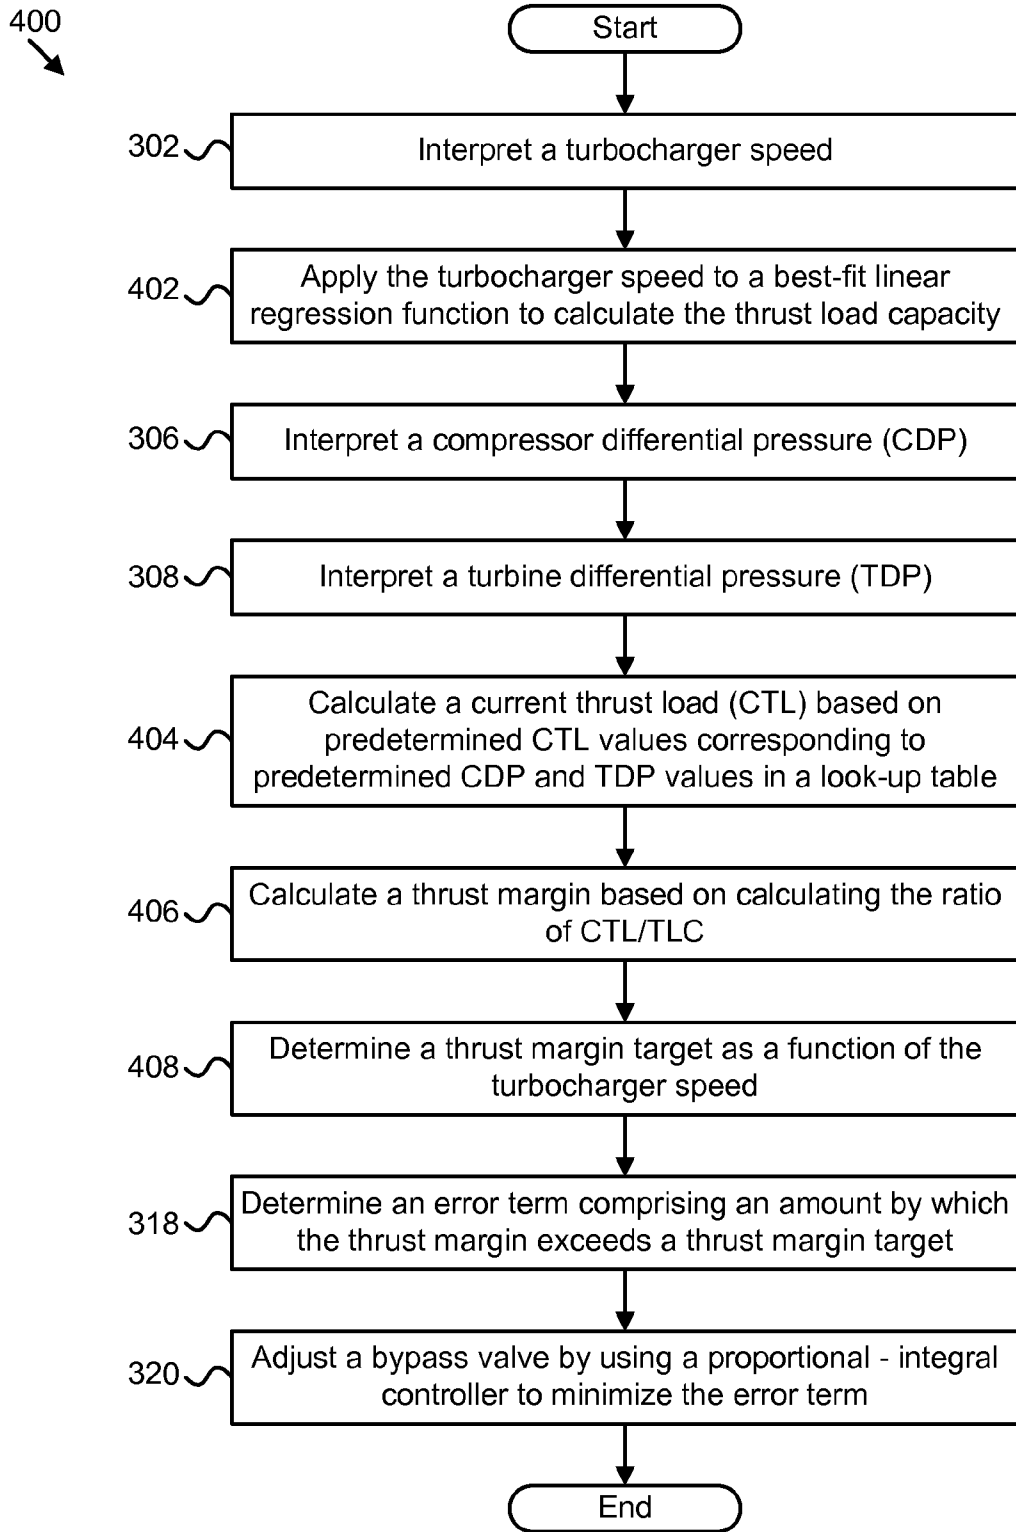 400
Start
302
Interpret a turbocharger speed
402
Apply the turbocharger speed to a best-fit linear
regression function to calculate the thrust load capacity
306
Interpret a compressor differential pressure (CDP)
308
Interpret a turbine differential pressure (TDP)
404
Calculate a current thrust load (CTL) based on
predetermined CTL values corresponding to
predetermined CDP and TDP values in a look-up table
406
Calculate a thrust margin based on calculating the ratio
of CTL/TLC
408
Determine a thrust margin target as a function of the
turbocharger speed
318
Determine an error term comprising an amount by which
the thrust margin exceeds a thrust margin target
320
Adjust a bypass valve by using a proportional - integral
controller to minimize the error term
End